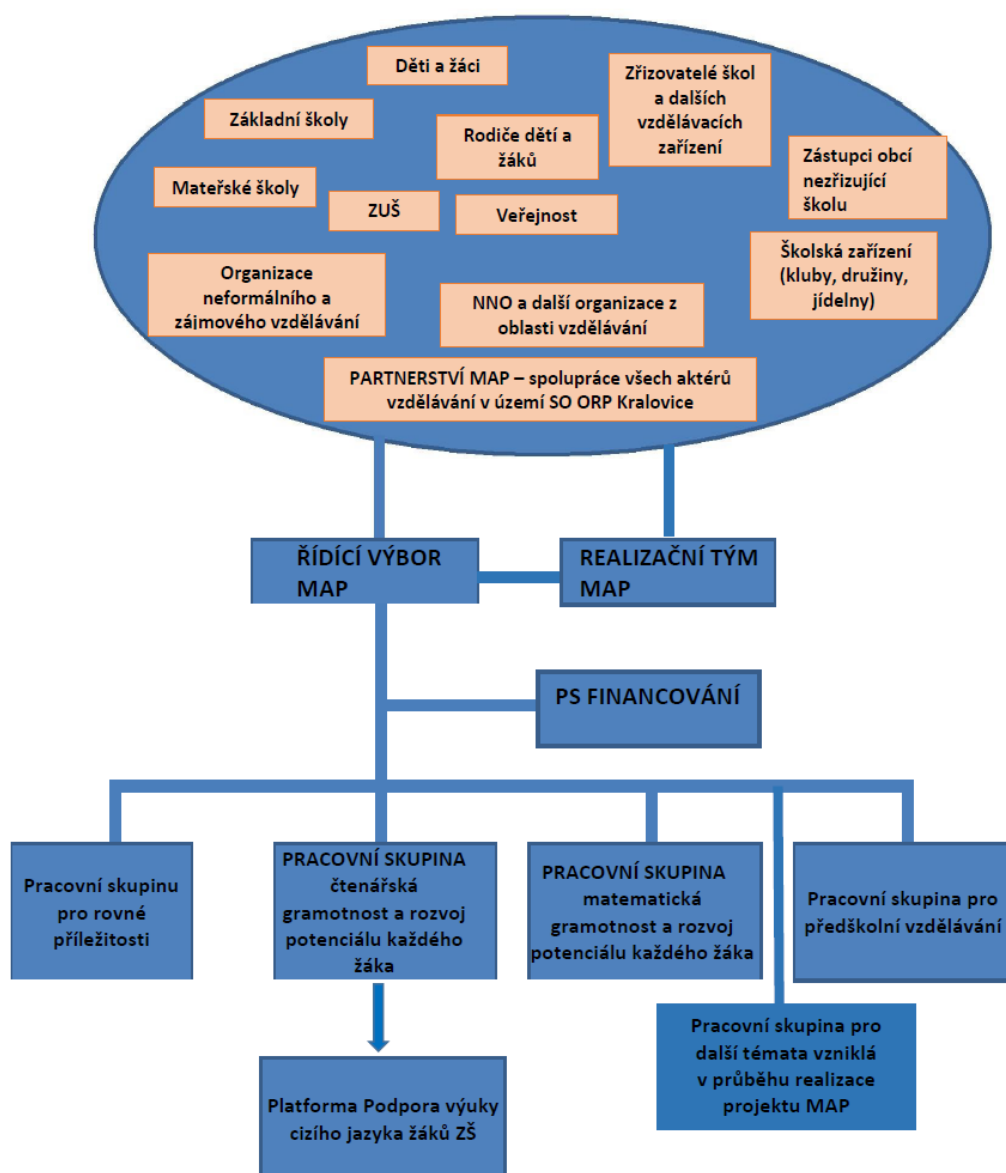 Děti a žáci
Zřizovatelé škol
a dalších
vzdělávacích
zařízení
Základní školy
Rodiče dětí a
žáků
Zástupci obcí
nezřizující
školu
Mateřské školy
ZUŠ
Veřejnost
Školská zařízení
(kluby, družiny,
jídelny)
Organizace
neformálního a
zájmového vzdělávání
NNO a další organizace z
oblasti vzdělávání
PARTNERSTVÍ MAP – spolupráce všech aktérů
vzdělávání v území SO ORP Kralovice
ŘÍDÍCÍ VÝBOR
MAP
REALIZAČNÍ TÝM
MAP
PS FINANCOVÁNÍ
Pracovní skupinu
pro rovné
příležitosti
PRACOVNÍ SKUPINA
čtenářská
gramotnost a rozvoj
potenciálu každého
žáka
PRACOVNÍ SKUPINA
matematická
gramotnost a rozvoj
potenciálu každého žáka
Pracovní skupina pro
předškolní vzdělávání
Pracovní skupina pro
další témata vzniklá
v průběhu realizace
projektu MAP
Platforma Podpora výuky
cizího jazyka žáků ZŠ